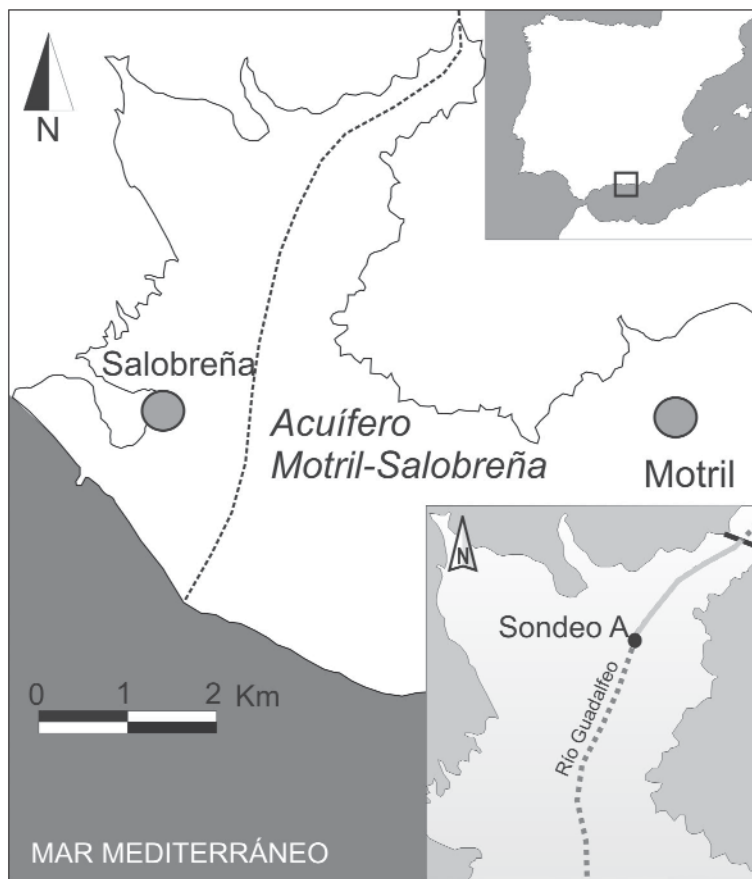 N
Salobreña
Acuífero
Motril-Salobreña
Motril
N
Sondeo A
Río Guadalfeo
0 1 2 Km
MAR MEDITERRÁNEO